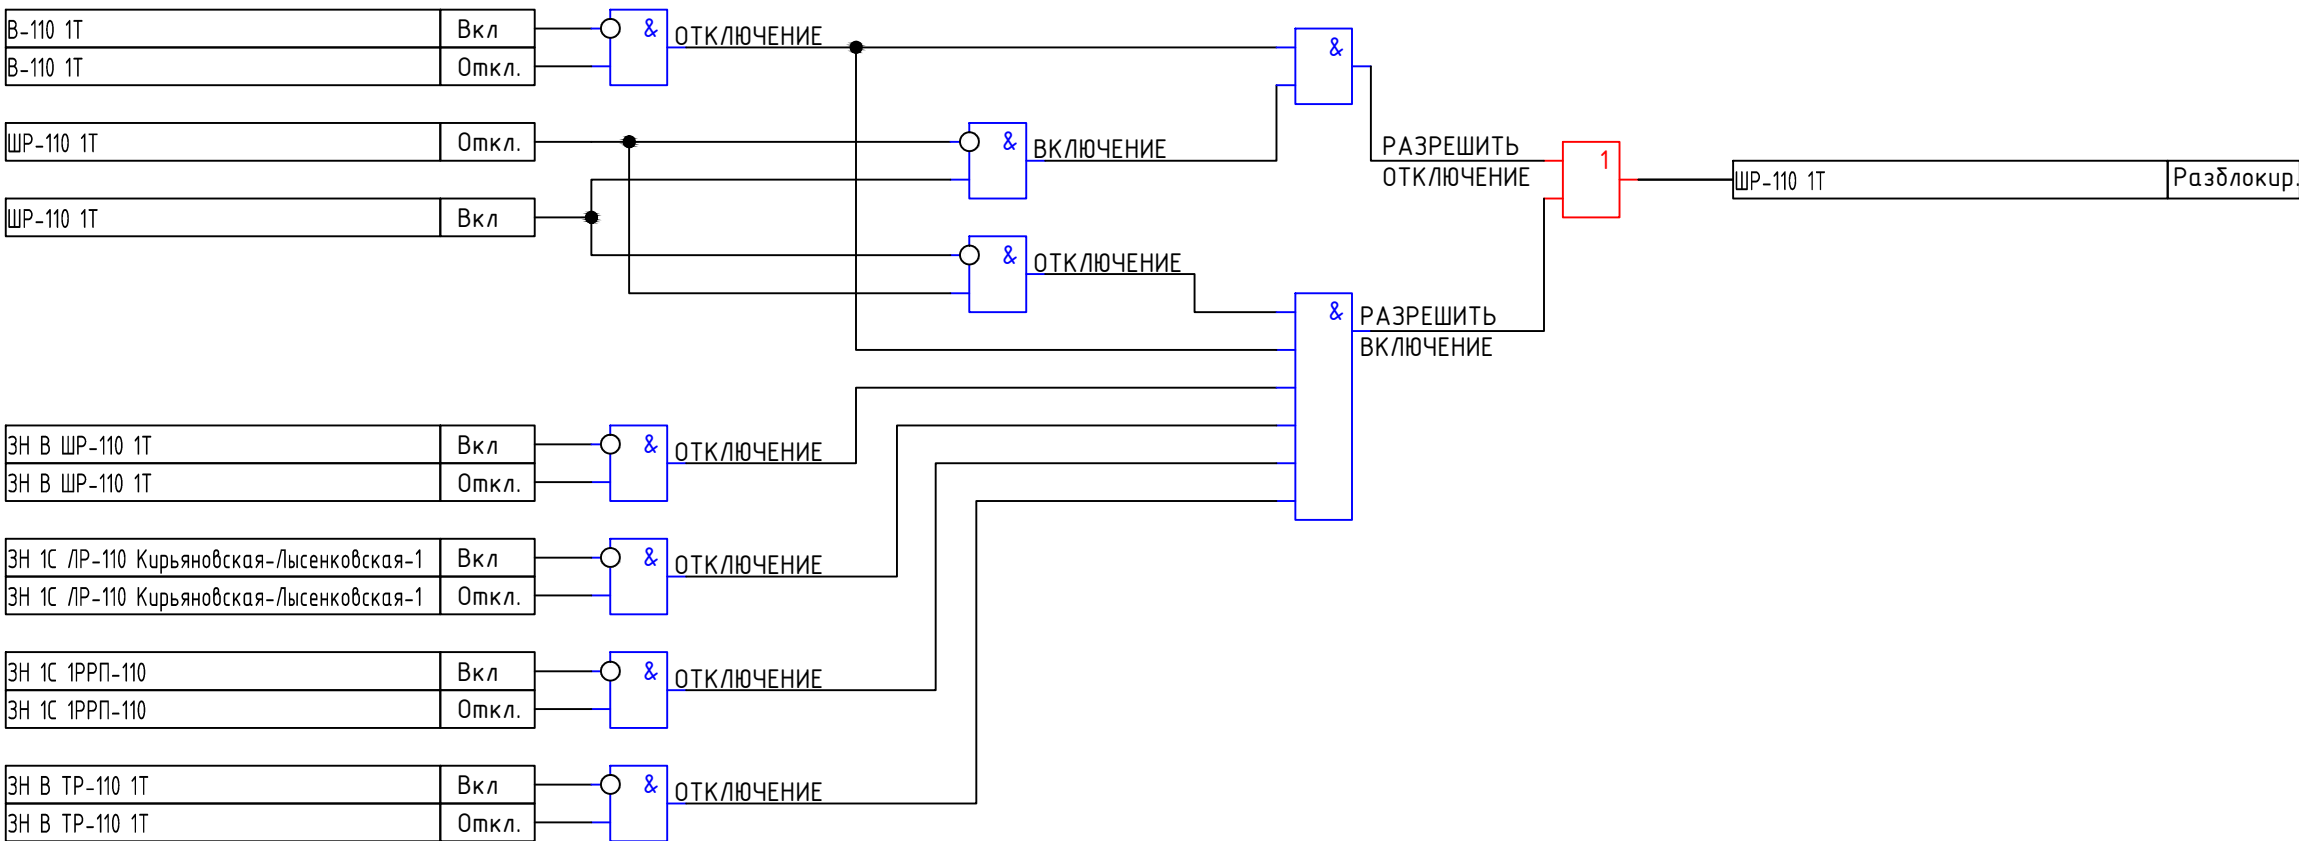 В-110 1Т Вкл & ОТКЛЮЧЕНИЕ &
В-110 1Т Откл.
ШР-110 1Т Откл. & ВКЛЮЧЕНИЕ РАЗРЕШИТЬ 1
ОТКЛЮЧЕНИЕ ШР-110 1Т Разблокир.
ШР-110 1Т Вкл
& ОТКЛЮЧЕНИЕ
& РАЗРЕШИТЬ
ВКЛЮЧЕНИЕ
ЗН В ШР-110 1Т Вкл & ОТКЛЮЧЕНИЕ
ЗН В ШР-110 1Т Откл.
ЗН 1С ЛР-110 Кирьяновская-Лысенковская-1 Вкл & ОТКЛЮЧЕНИЕ
ЗН 1С ЛР-110 Кирьяновская-Лысенковская-1 Откл.
ЗН 1С 1РРП-110 Вкл & ОТКЛЮЧЕНИЕ
ЗН 1С 1РРП-110 Откл.
ЗН В ТР-110 1Т Вкл & ОТКЛЮЧЕНИЕ
ЗН В ТР-110 1Т Откл.